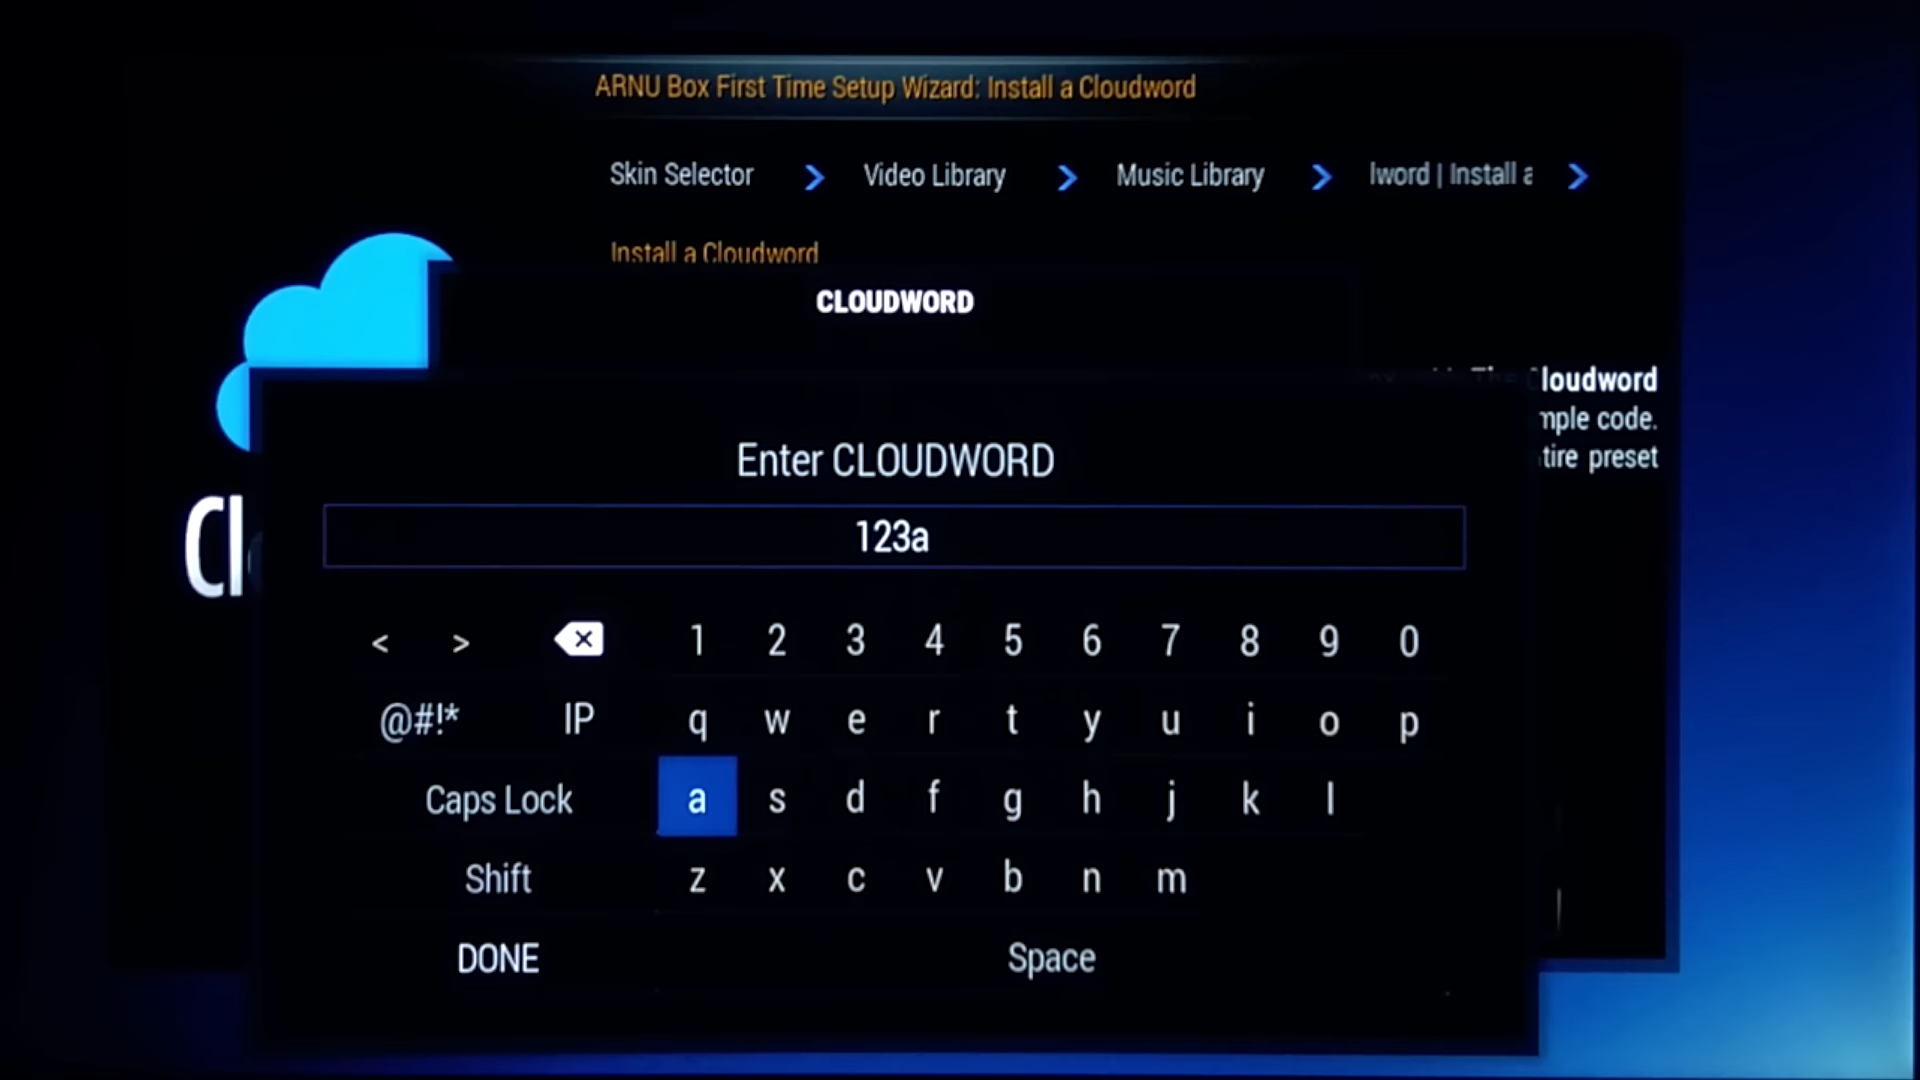 ARNU Box First Time Setup Wizard: Install a Cloudword
Skin Selector > Video Library > Music Library > lword | Install a >
Install a Cloudword
CLOUDWORD
loudword
mple code.
tire preset
Cl
Enter CLOUDWORD
123a
< > 1 2 3 4 5 6 7 8 9 0
@#!* IP q w e r t y u i o p
Caps Lock a s d f g h j k l
Shift z x c v b n m
DONE Space